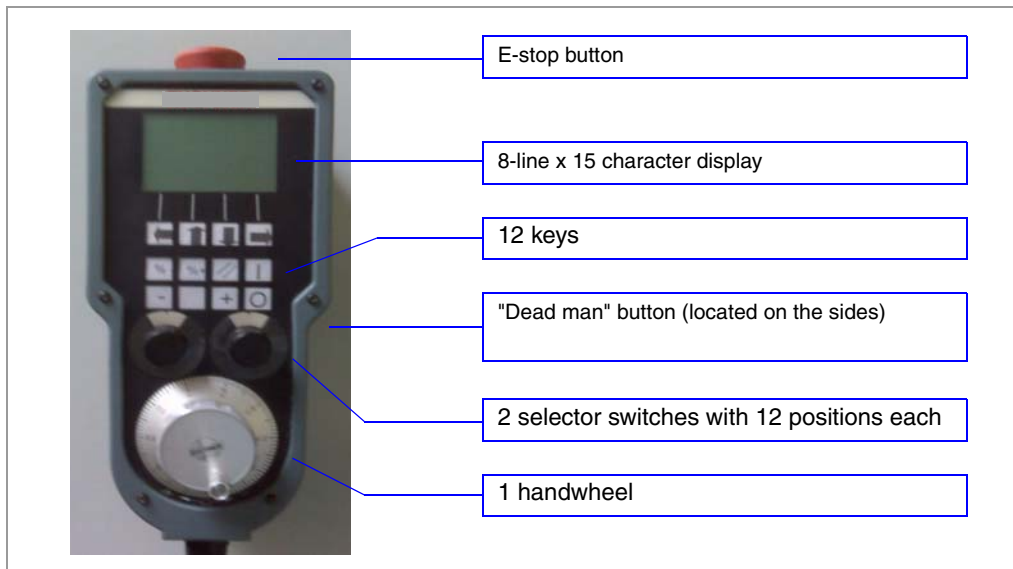 E-stop button
8-line x 15 character display
12 keys
"Dead man" button (located on the sides)
2 selector switches with 12 positions each
1 handwheel